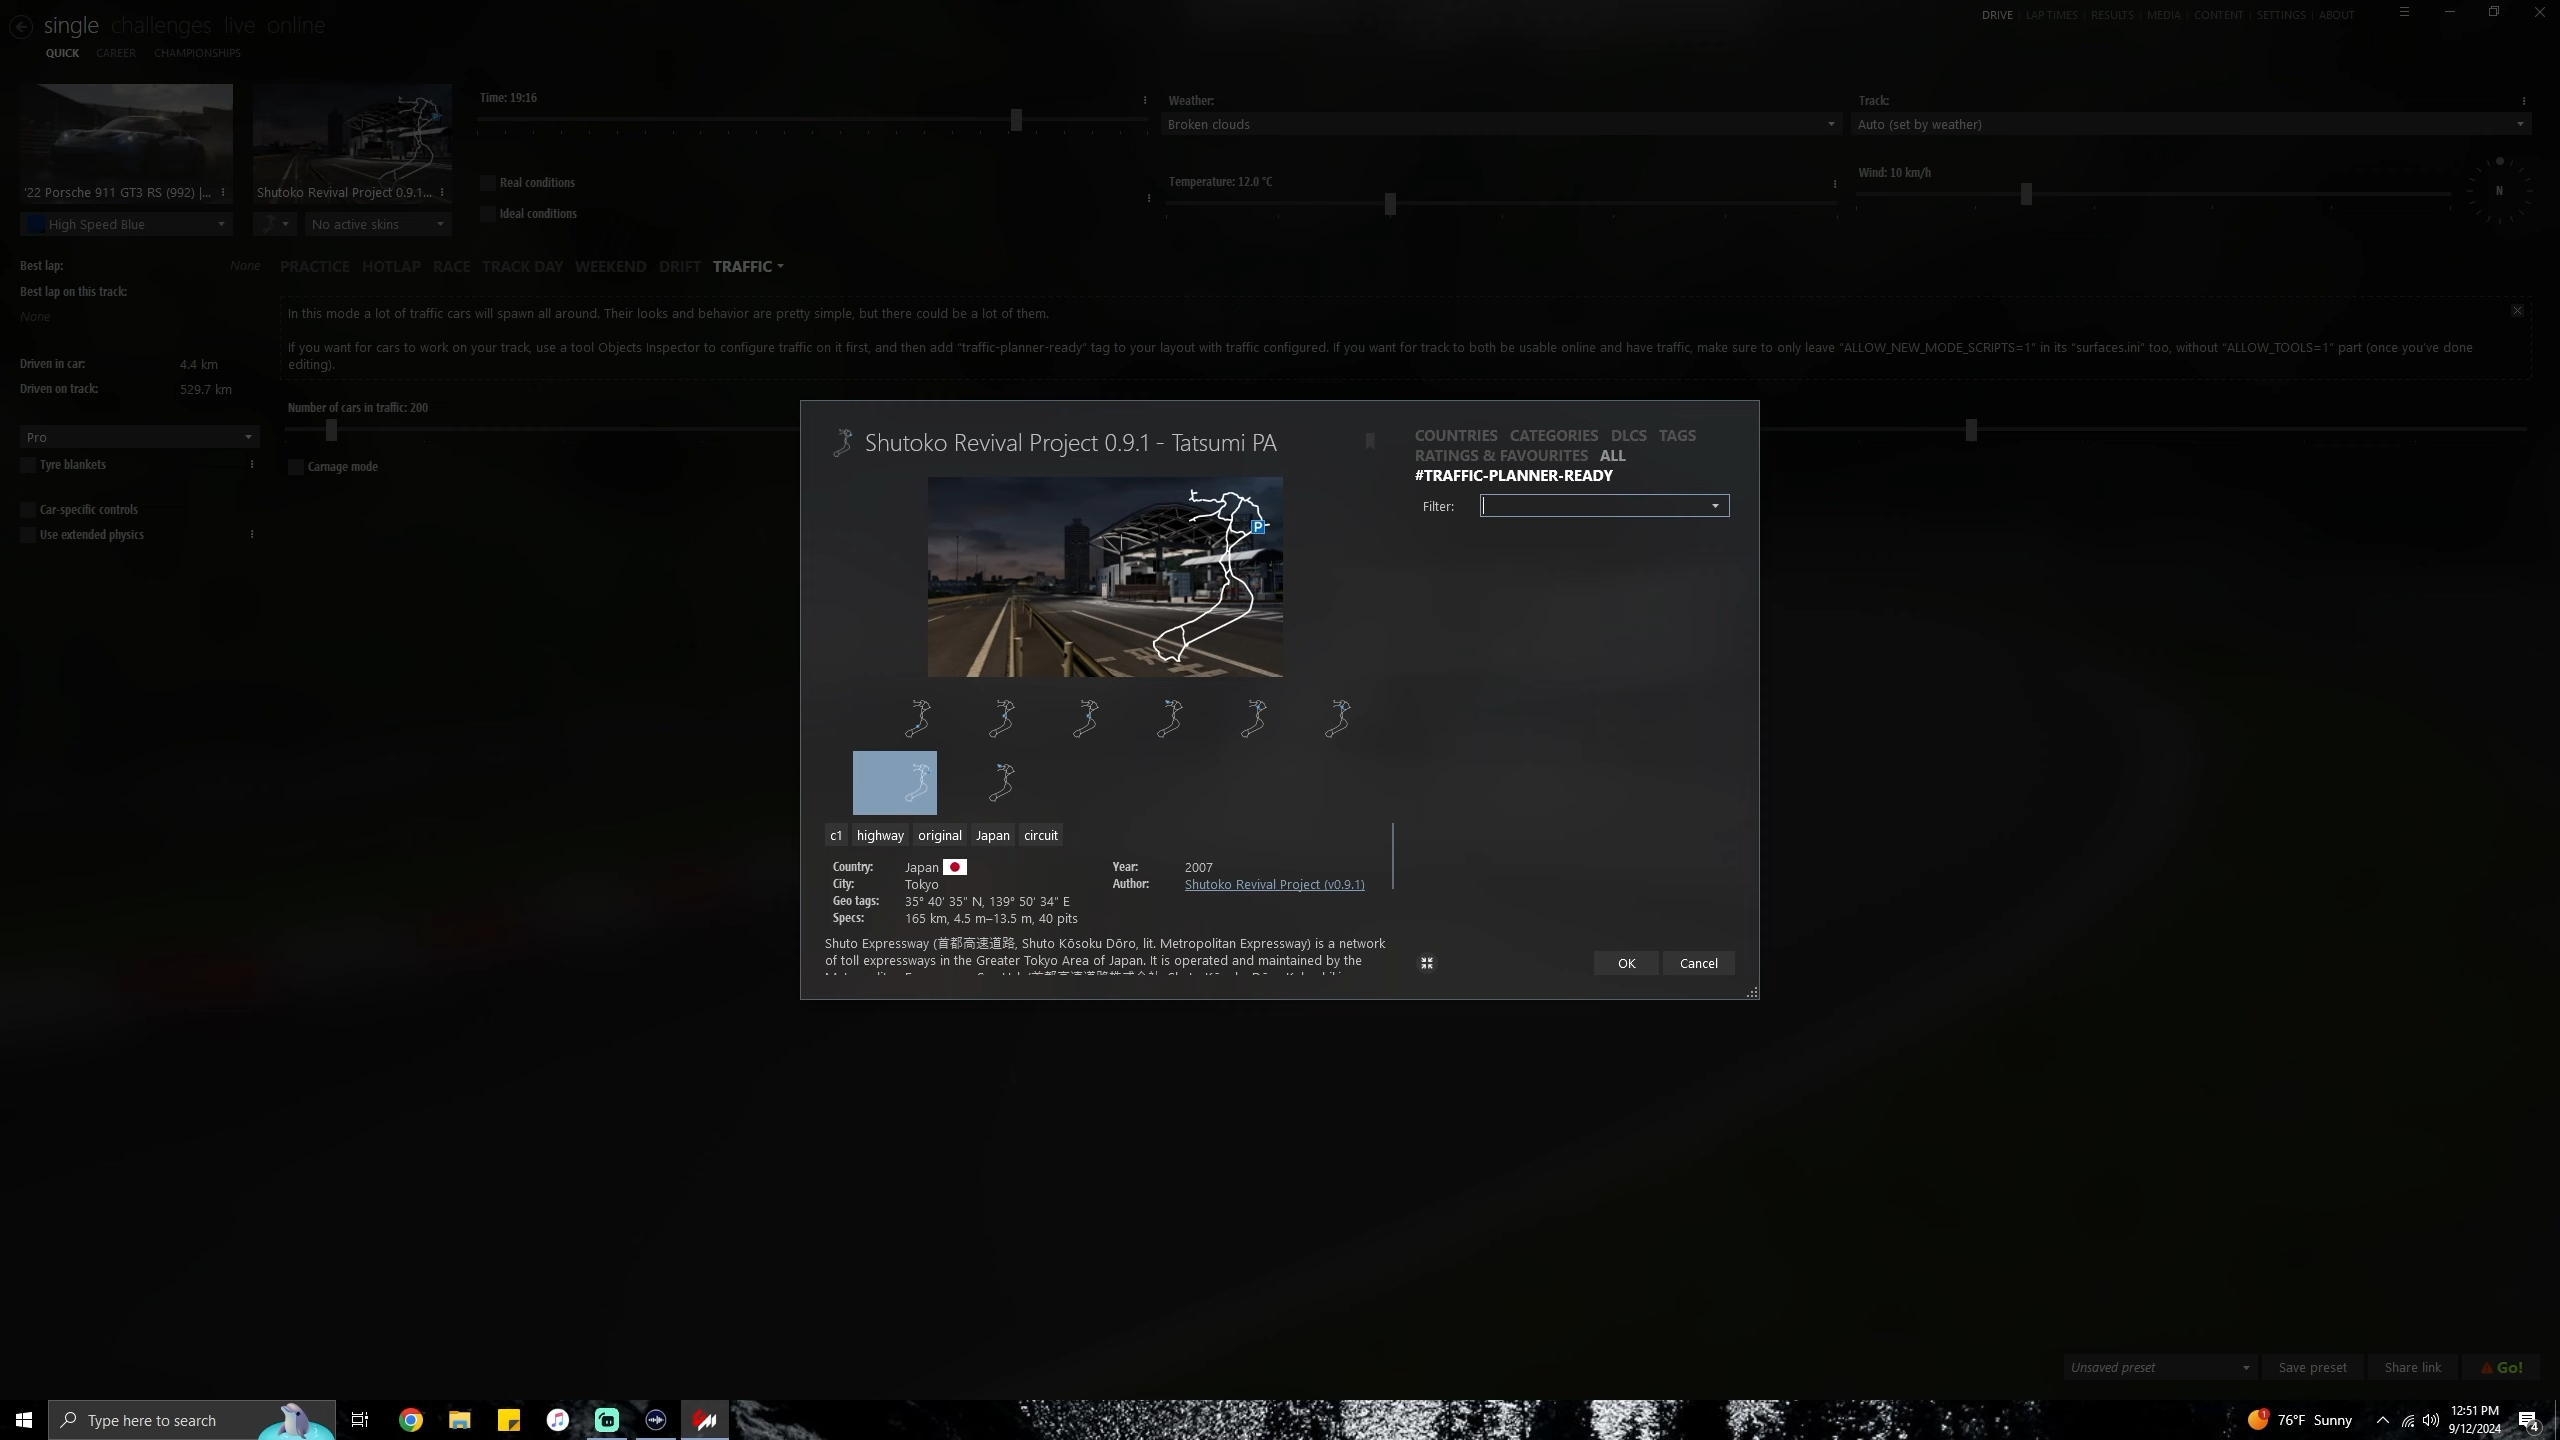 single challenges live online
DRIVE | LAP TIMES | RESULTS | MEDIA | CONTENT | SETTINGS | ABOUT
QUICK CAREER CHAMPIONSHIPS
Time: 19:16
Weather:
Broken clouds
Track:
Auto (set by weather)
'22 Porsche 911 GT3 RS (992) |...
Shutoko Revival Project 0.9.1...
Real conditions
Ideal conditions
Temperature: 12.0 °C
Wind: 10 km/h
N
High Speed Blue
No active skins
Best lap: None
Best lap on this track:
None
PRACTICE HOTLAP RACE TRACK DAY WEEKEND DRIFT TRAFFIC
In this mode a lot of traffic cars will spawn all around. Their looks and behavior are pretty simple, but there could be a lot of them.
If you want for cars to work on your track, use a tool Objects Inspector to configure traffic on it first, and then add “traffic-planner-ready” tag to your layout with traffic configured. If you want for track to both be usable online and have traffic, make sure to only leave “ALLOW_NEW_MODE_SCRIPTS=1” in its “surfaces.ini” too, without “ALLOW_TOOLS=1” part (once you've done
editing).
Driven in car: 4.4 km
Driven on track: 529.7 km
Number of cars in traffic: 200
Pro
Tyre blankets
Carnage mode
Car-specific controls
Use extended physics
Shutoko Revival Project 0.9.1 - Tatsumi PA
P
COUNTRIES CATEGORIES DLCS TAGS
RATINGS & FAVOURITES ALL
#TRAFFIC-PLANNER-READY
Filter:
c1 highway original Japan circuit
Country: Japan
Year: 2007
City: Tokyo
Author: Shutoko Revival Project (v0.9.1)
Geo tags: 35° 40' 35" N, 139° 50' 34" E
Specs: 165 km, 4.5 m–13.5 m, 40 pits
Shuto Expressway (首都高速道路, Shuto Kōsoku Dōro, lit. Metropolitan Expressway) is a network
of toll expressways in the Greater Tokyo Area of Japan. It is operated and maintained by the
OK Cancel
Unsaved preset
Save preset
Share link
Go!
Type here to search
1
76°F Sunny
12:51 PM
9/12/2024
4